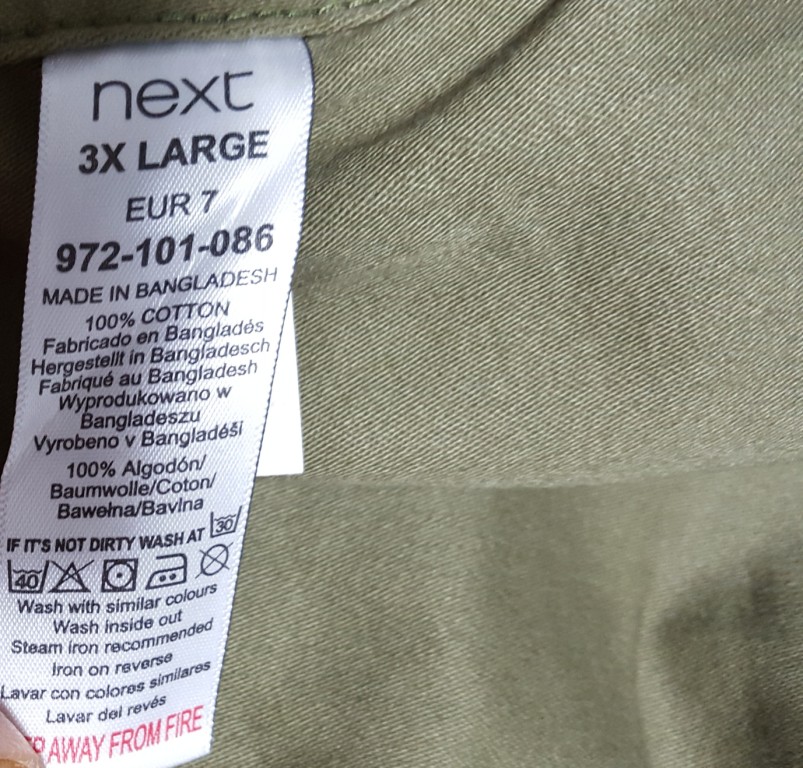 next
3X LARGE
EUR 7
972-101-086
MADE IN BANGLADESH
100% COTTON
Fabricado en Bangladés
Hergestellt in Bangladesch
Fabriqué au Bangladesh
Wyprodukowano w
Bangladeszu
Vyrobeno v Bangladéši
100% Algodón/
Baumwolle/Coton/
Bawełna/Bavlna
IF IT'S NOT DIRTY WASH AT 30
40
Wash with similar colours
Wash inside out
Steam iron recommended
Iron on reverse
Lavar con colores similares
Lavar del revés
AWAY FROM FIRE